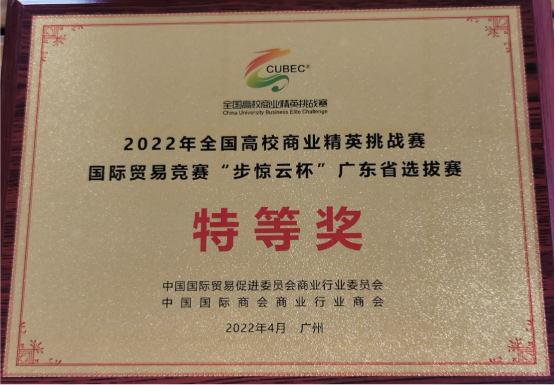 CUBEC®
全国高校商业精英挑战赛
China University Business Elite Challenge
2022年全国高校商业精英挑战赛
国际贸易竞赛“步惊云杯”广东省选拔赛
特等奖
中国国际贸易促进委员会商业行业委员会
中国国际商会商业行业商会
2022年4月 广州